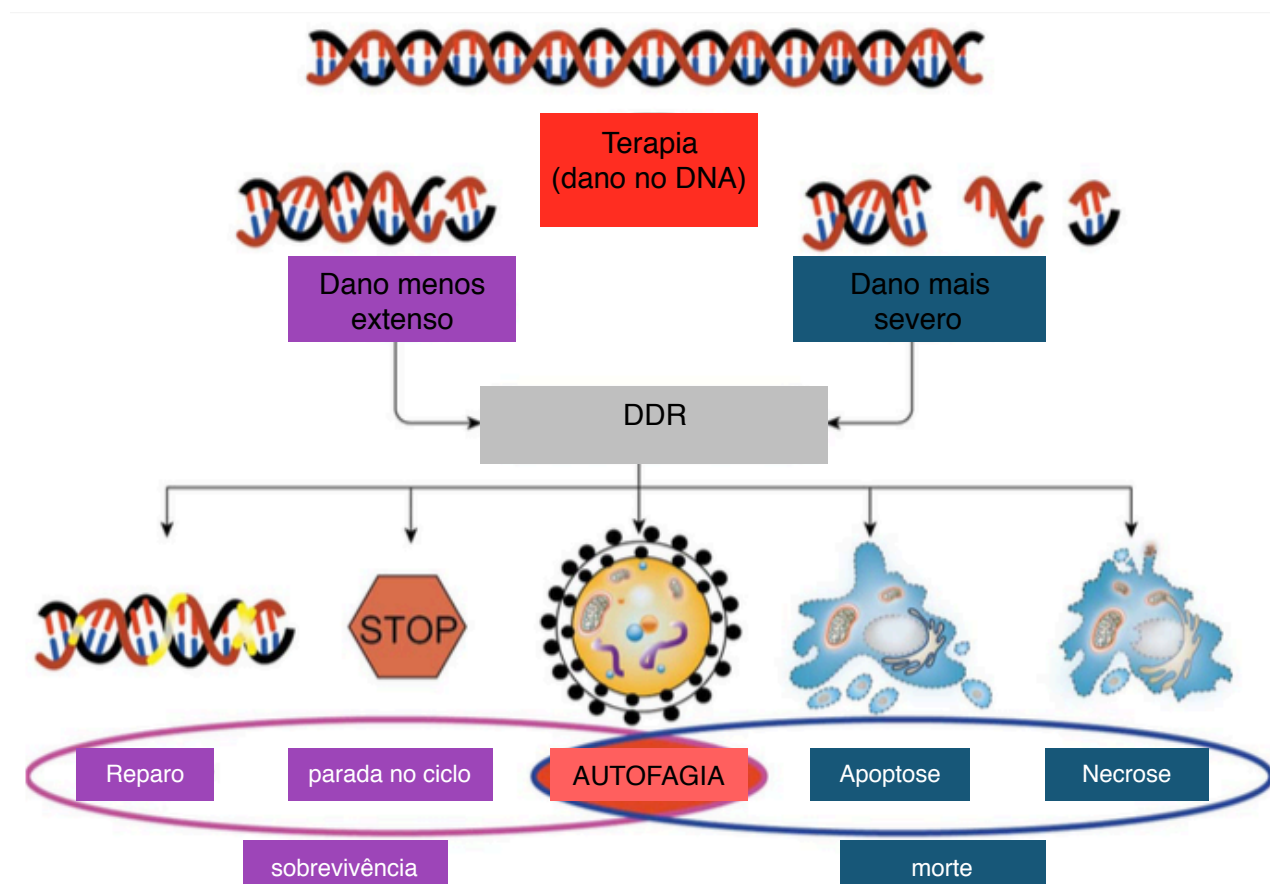 Terapia
(dano no DNA)
Dano menos
extenso
Dano mais
severo
DDR
STOP
Reparo
parada no ciclo
AUTOFAGIA
Apoptose
Necrose
sobrevivência
morte